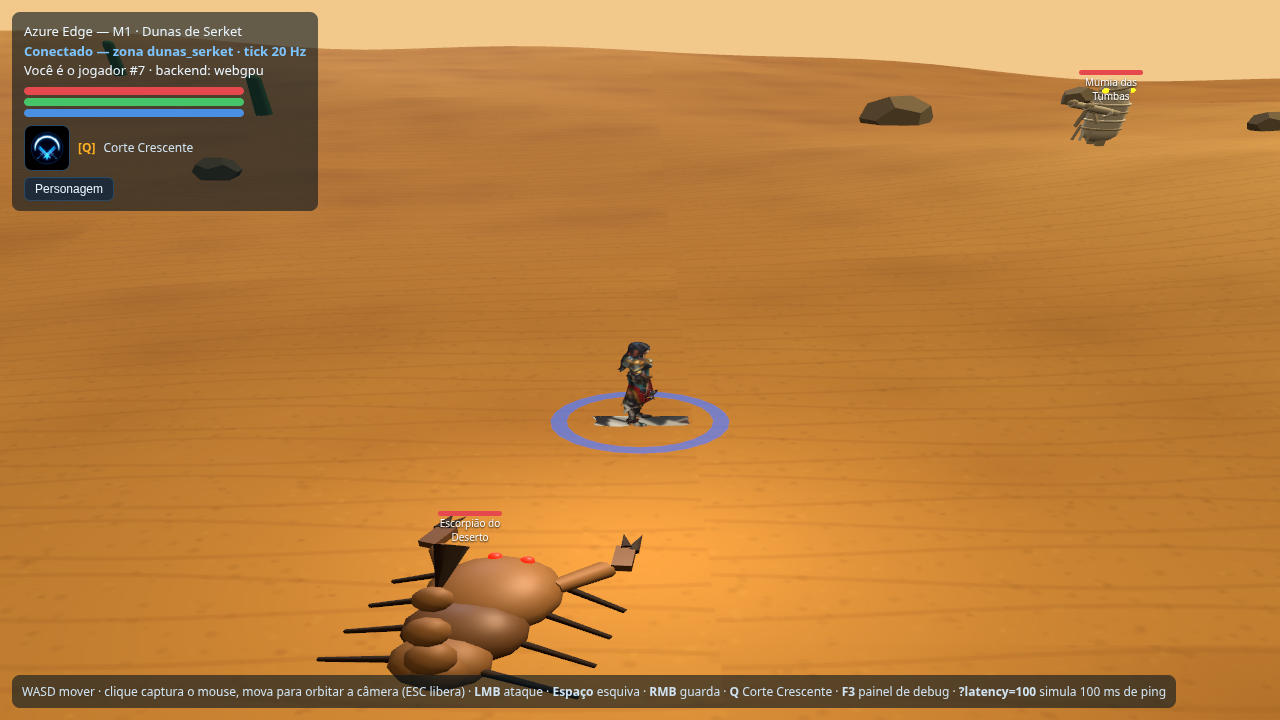 Azure Edge — M1 · Dunas de Serket
Conectado — zona dunas_serket · tick 20 Hz
Você é o jogador #7 · backend: webgpu
[Q] Corte Crescente
Personagem
Múmia das
Tumbas
Escorpião do
Deserto
WASD mover · clique captura o mouse, mova para orbitar a câmera (ESC libera) · LMB ataque · Espaço esquiva · RMB guarda · Q Corte Crescente · F3 painel de debug · ?latency=100 simula 100 ms de ping